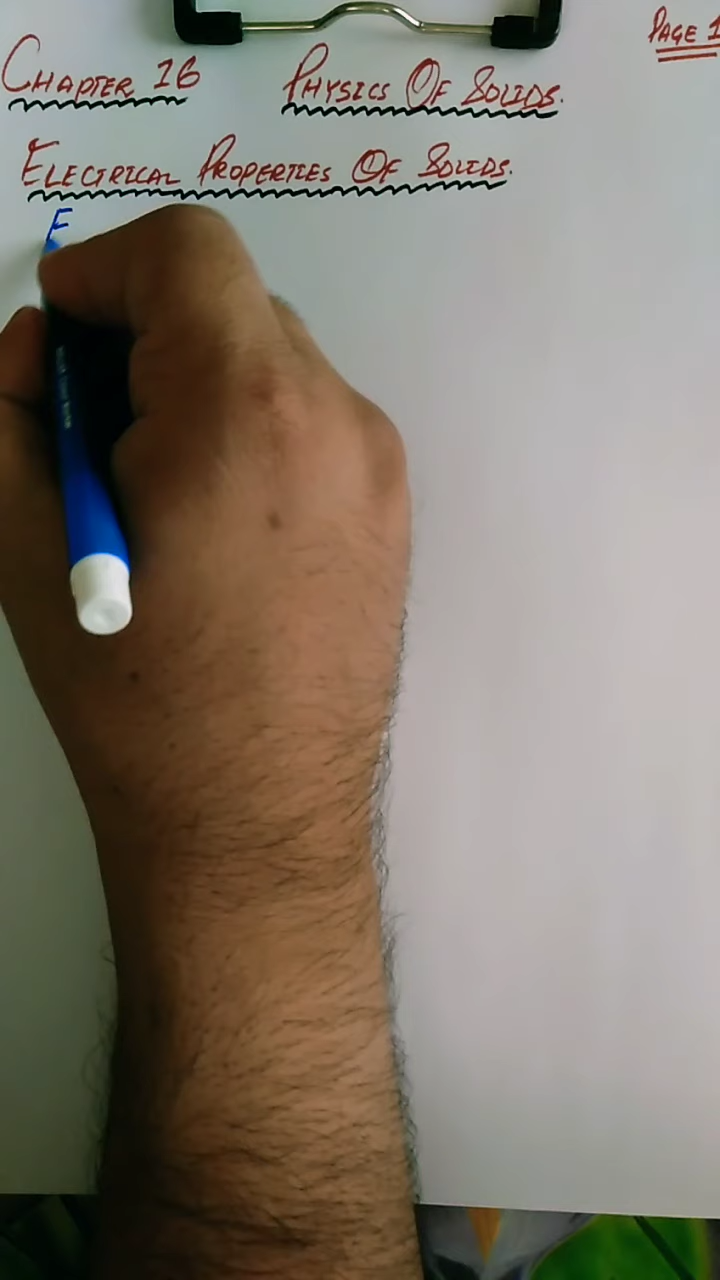 PAGE 1
CHAPTER 16 PHYSICS OF SOLIDS.
ELECTRICAL PROPERTIES OF SOLIDS.
F